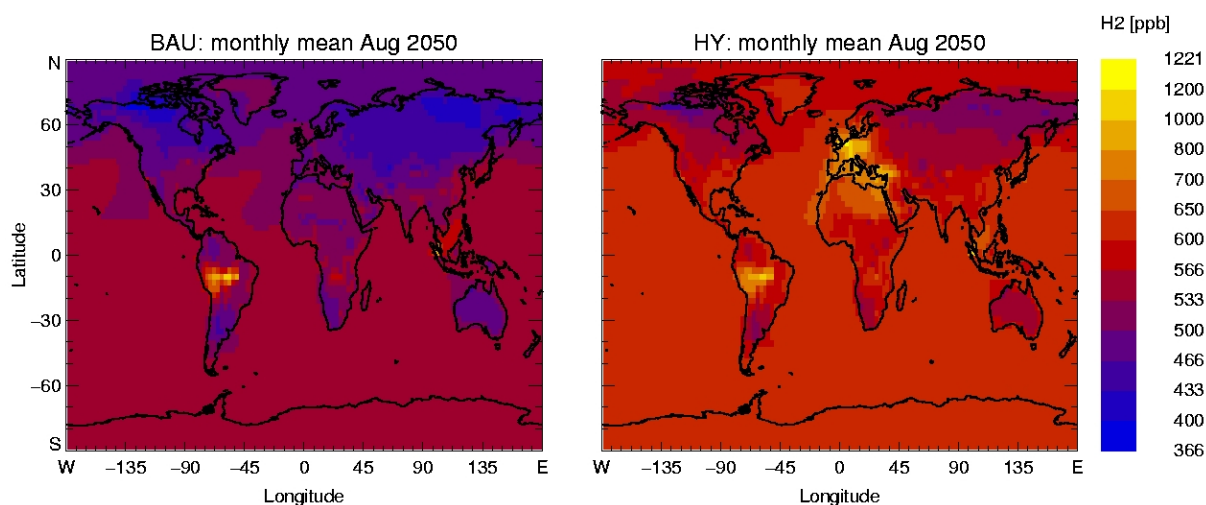 BAU: monthly mean Aug 2050
HY: monthly mean Aug 2050
H2 [ppb]
N
60
30
0
−30
−60
S
Latitude
W −135 −90 −45 0 45 90 135 E
Longitude
W −135 −90 −45 0 45 90 135 E
Longitude
1221
1200
1000
800
700
650
600
566
533
500
466
433
400
366